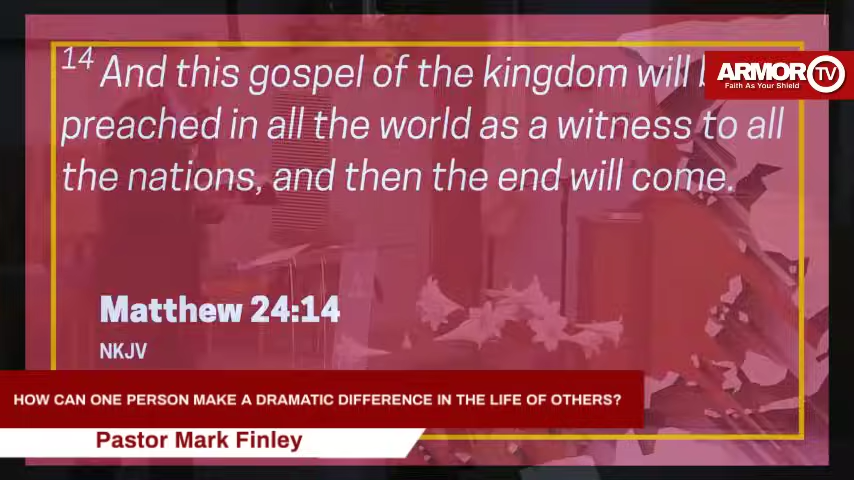 14 And this gospel of the kingdom will
preached in all the world as a witness to all
the nations, and then the end will come.
Matthew 24:14
NKJV
ARMOR TV
Faith As Your Shield
HOW CAN ONE PERSON MAKE A DRAMATIC DIFFERENCE IN THE LIFE OF OTHERS?
Pastor Mark Finley